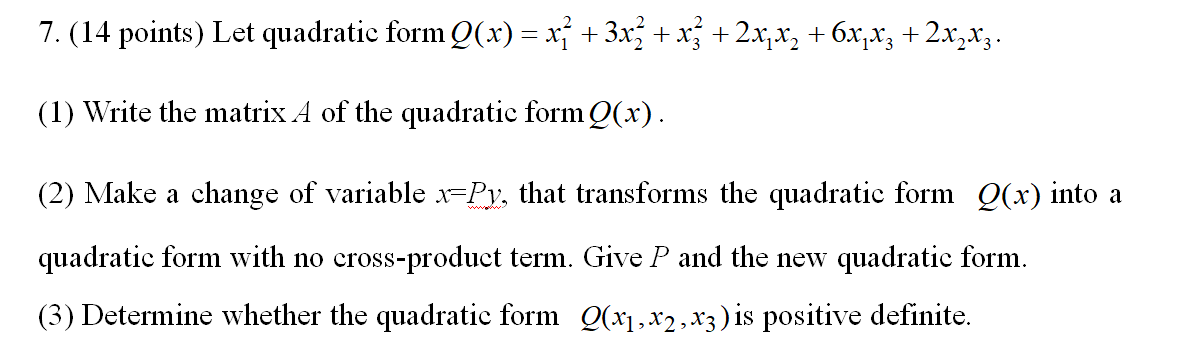 7. (14 points) Let quadratic form Q(x) = x₁² + 3x₂² + x₃² + 2x₁x₂ + 6x₁x₃ + 2x₂x₃.
(1) Write the matrix A of the quadratic form Q(x).
(2) Make a change of variable x=Py, that transforms the quadratic form Q(x) into a
quadratic form with no cross-product term. Give P and the new quadratic form.
(3) Determine whether the quadratic form Q(x₁,x₂,x₃) is positive definite.